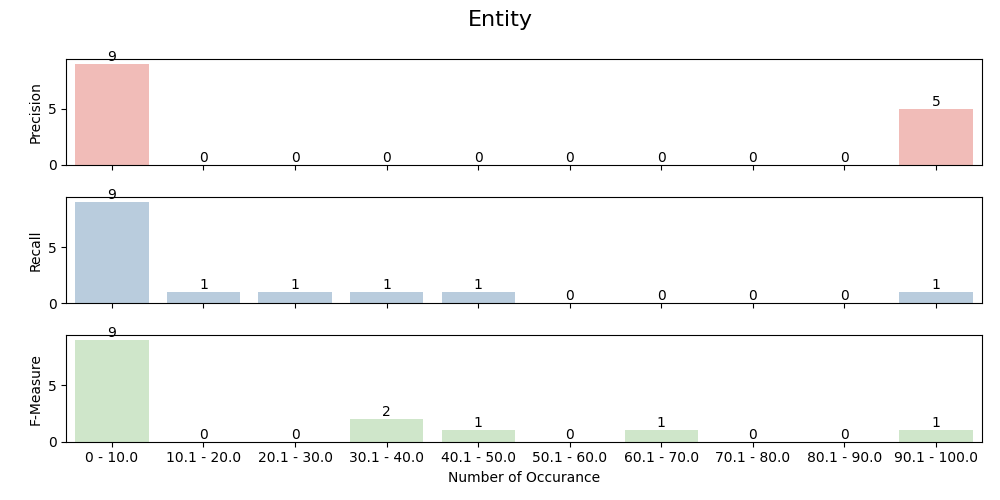 Entity
9
5 0 0 0 0 0 0 0 0 5
0
Precision
9
5 1 1 1 1 0 0 0 0 1
0
Recall
9
5 0 0 2 1 0 1 0 0 1
0
F-Measure
0 - 10.0 10.1 - 20.0 20.1 - 30.0 30.1 - 40.0 40.1 - 50.0 50.1 - 60.0 60.1 - 70.0 70.1 - 80.0 80.1 - 90.0 90.1 - 100.0
Number of Occurance